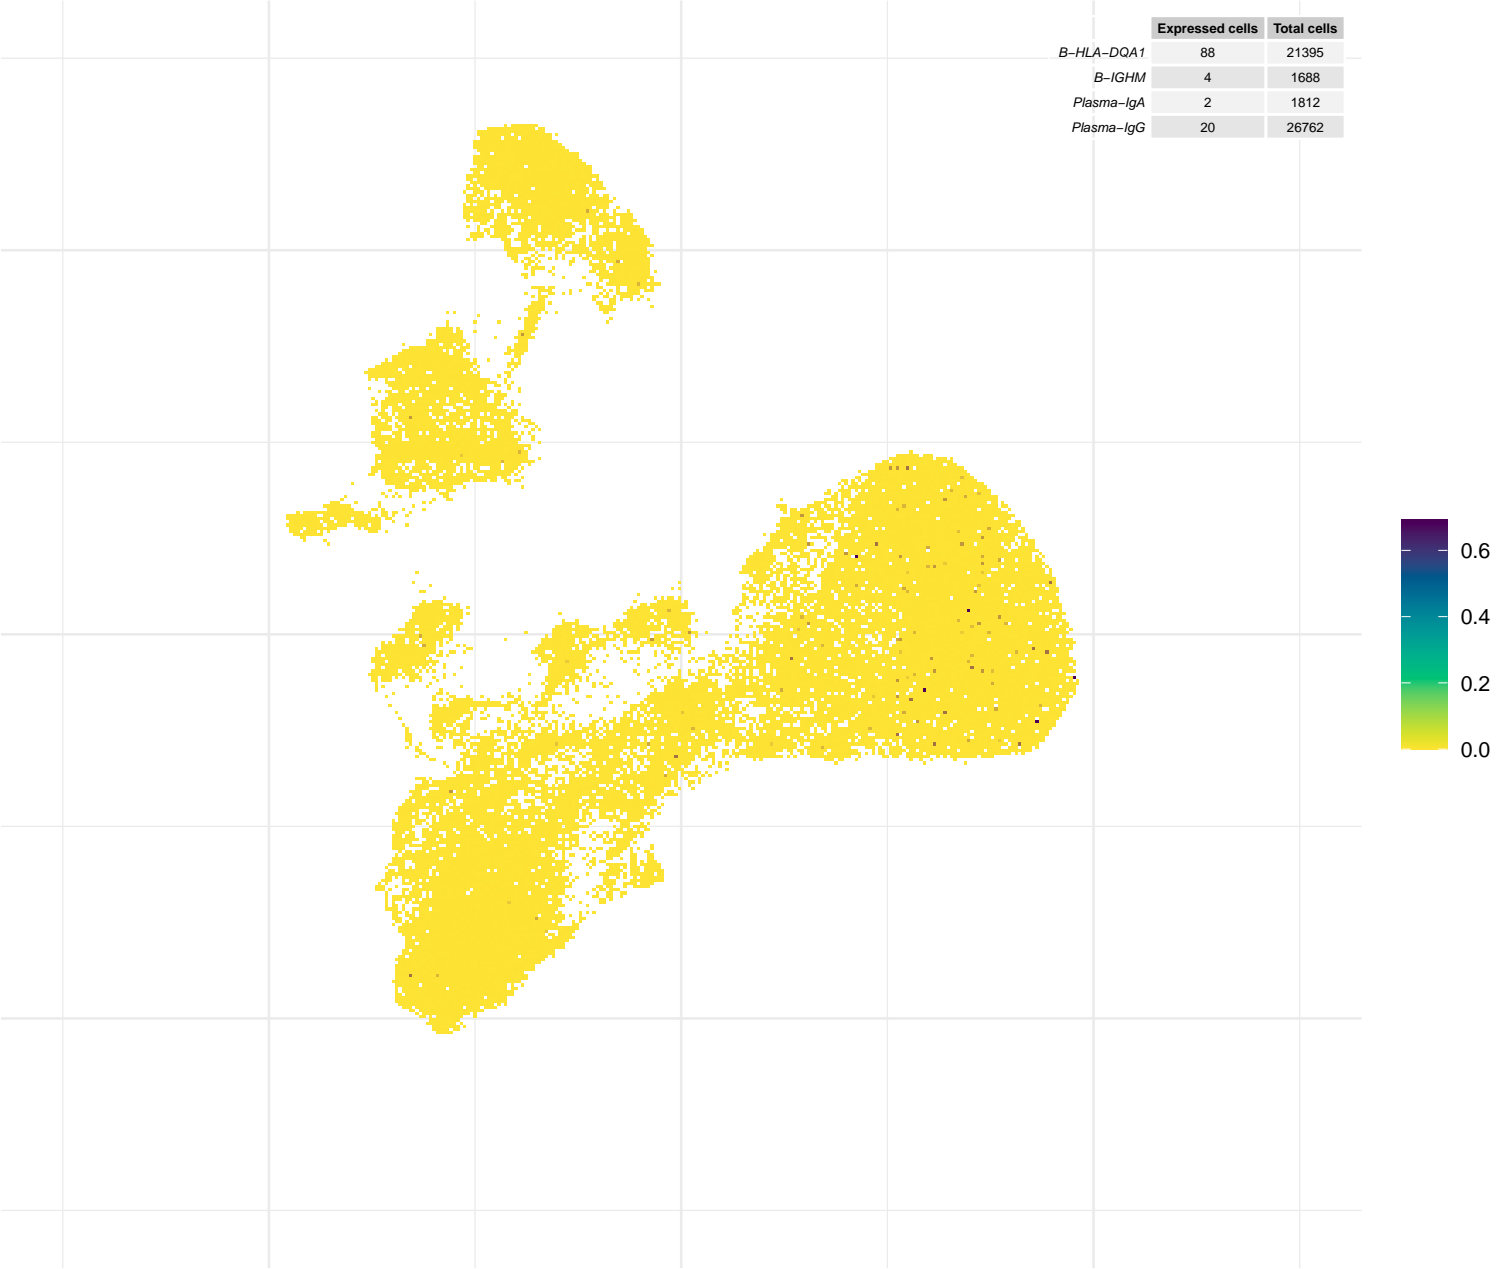 Expressed cells Total cells
B−HLA−DQA1 88 21395
B−IGHM 4 1688
Plasma−IgA 2 1812
Plasma−IgG 20 26762
0.6
0.4
0.2
0.0